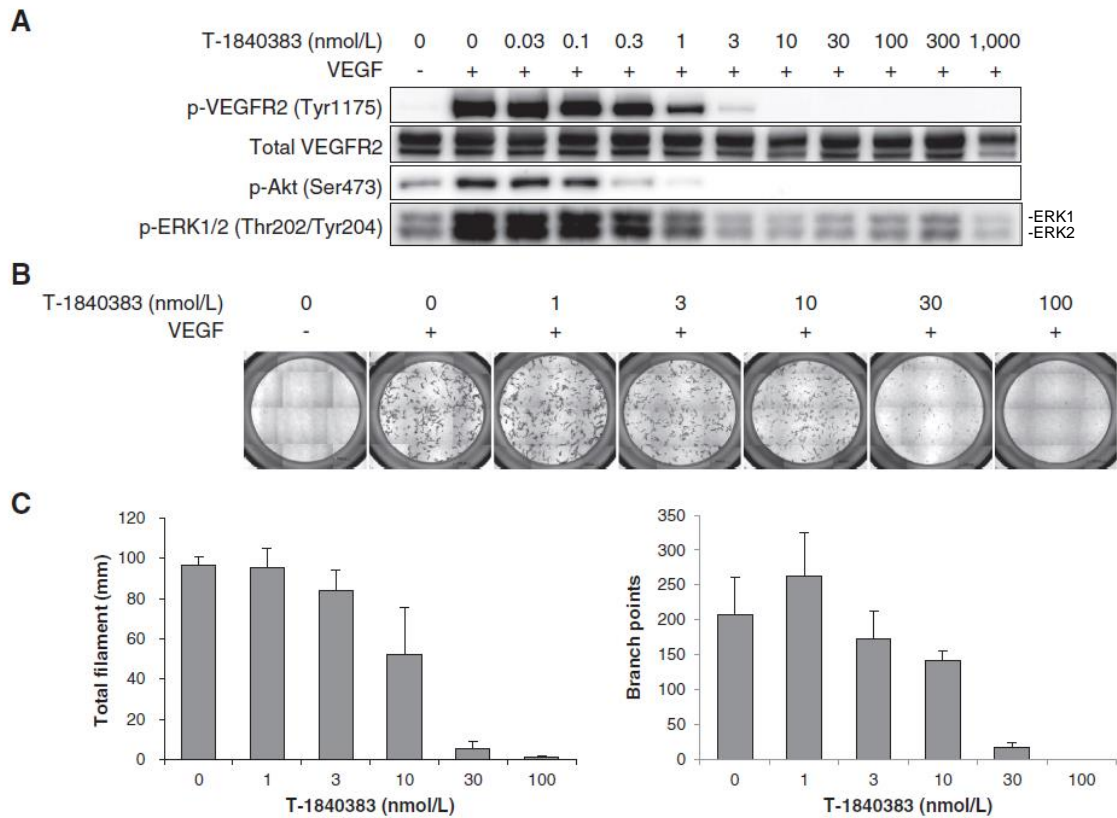 A
T-1840383 (nmol/L) 0 0 0.03 0.1 0.3 1 3 10 30 100 300 1,000
VEGF - + + + + + + + + + + +
p-VEGFR2 (Tyr1175)
Total VEGFR2
p-Akt (Ser473)
p-ERK1/2 (Thr202/Tyr204)
-ERK1
-ERK2
B
T-1840383 (nmol/L) 0 0 1 3 10 30 100
VEGF - + + + + + +
C
Total filament (mm)
120
100
80
60
40
20
0
0 1 3 10 30 100
T-1840383 (nmol/L)
Branch points
350
300
250
200
150
100
50
0
0 1 3 10 30 100
T-1840383 (nmol/L)